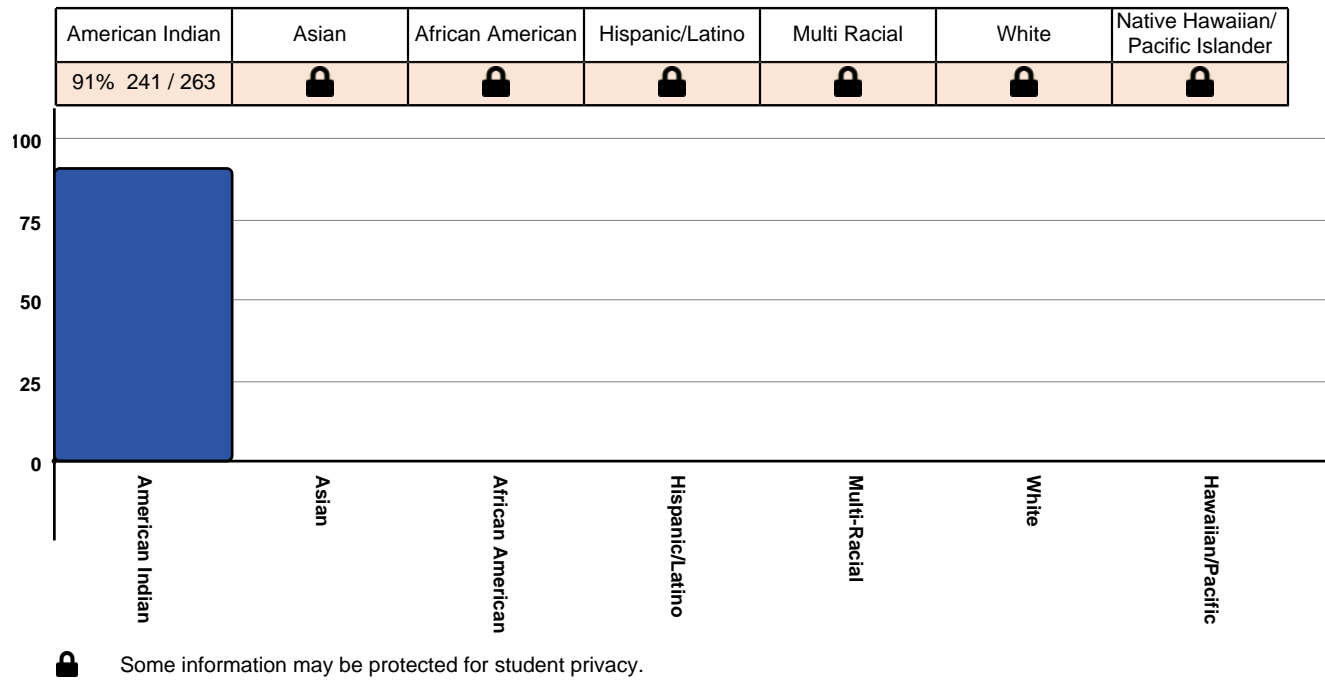 American Indian Asian African American Hispanic/Latino Multi Racial White Native Hawaiian/
Pacific Islander
91% 241 / 263
100
75
50
25
0
American Indian
Asian
African American
Hispanic/Latino
Multi-Racial
White
Hawaiian/Pacific
Some information may be protected for student privacy.